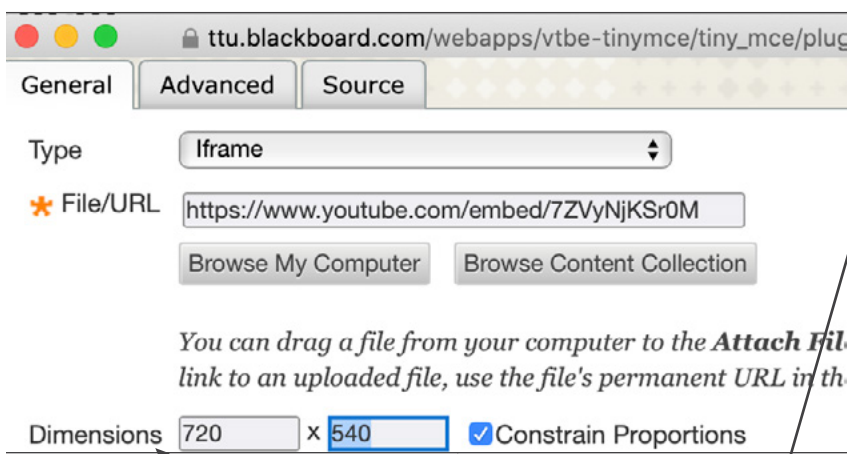 ttu.blackboard.com/webapps/vtbe-tinymce/tiny_mce/plug
General Advanced Source
Type Iframe
File/URL https://www.youtube.com/embed/7ZVyNjKSr0M
Browse My Computer Browse Content Collection
You can drag a file from your computer to the Attach File
link to an uploaded file, use the file's permanent URL in th
Dimensions 720 x 540 Constrain Proportions